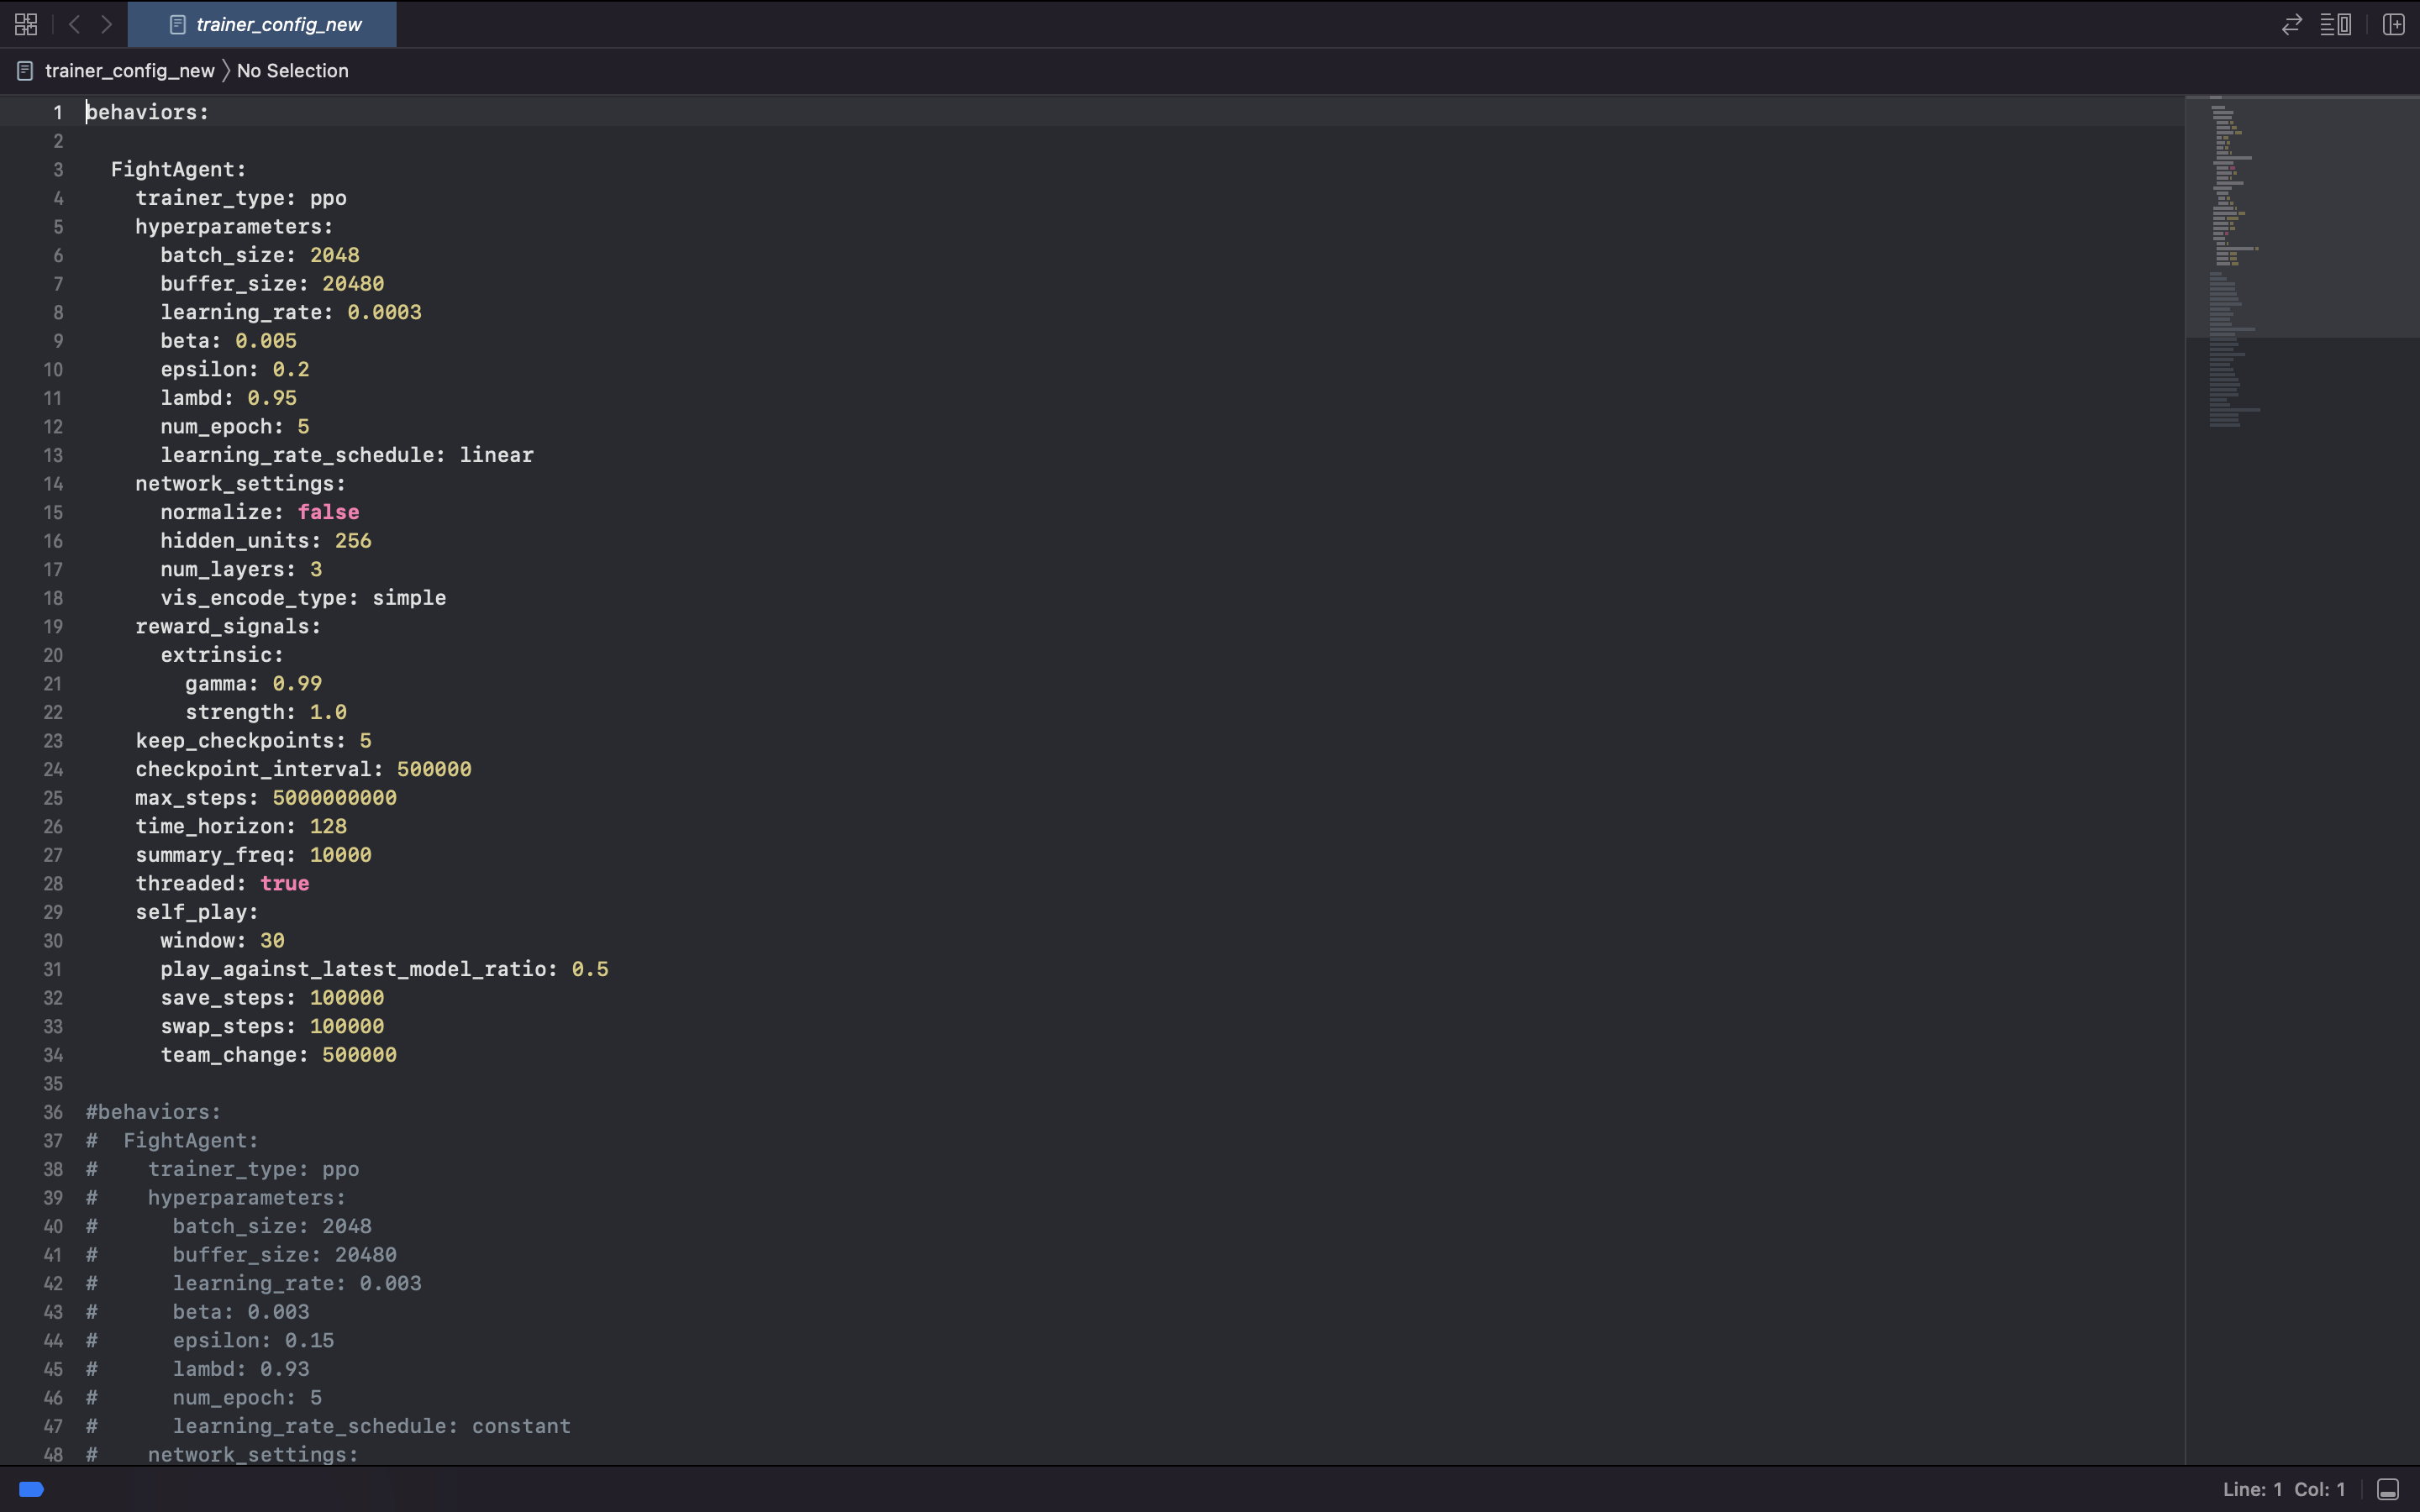 trainer_config_new
trainer_config_new 〉 No Selection
1 behaviors:
2
3   FightAgent:
4     trainer_type: ppo
5     hyperparameters:
6       batch_size: 2048
7       buffer_size: 20480
8       learning_rate: 0.0003
9       beta: 0.005
10       epsilon: 0.2
11       lambd: 0.95
12       num_epoch: 5
13       learning_rate_schedule: linear
14     network_settings:
15       normalize: false
16       hidden_units: 256
17       num_layers: 3
18       vis_encode_type: simple
19     reward_signals:
20       extrinsic:
21         gamma: 0.99
22         strength: 1.0
23     keep_checkpoints: 5
24     checkpoint_interval: 500000
25     max_steps: 5000000000
26     time_horizon: 128
27     summary_freq: 10000
28     threaded: true
29     self_play:
30       window: 30
31       play_against_latest_model_ratio: 0.5
32       save_steps: 100000
33       swap_steps: 100000
34       team_change: 500000
35
36 #behaviors:
37 #  FightAgent:
38 #    trainer_type: ppo
39 #    hyperparameters:
40 #      batch_size: 2048
41 #      buffer_size: 20480
42 #      learning_rate: 0.003
43 #      beta: 0.003
44 #      epsilon: 0.15
45 #      lambd: 0.93
46 #      num_epoch: 5
47 #      learning_rate_schedule: constant
48 #    network_settings:
Line: 1 Col: 1